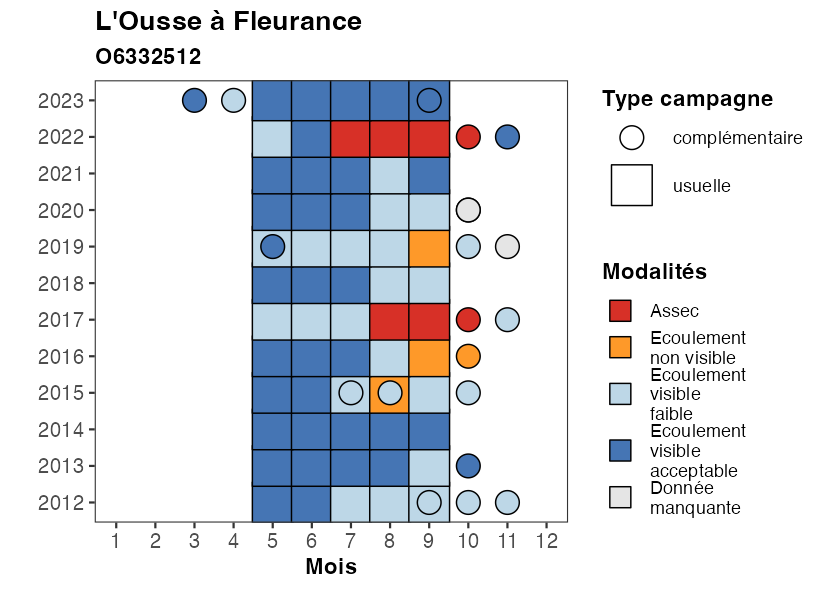 L'Ousse à Fleurance
O6332512
2023
2022
2021
2020
2019
2018
2017
2016
2015
2014
2013
2012
1 2 3 4 5 6 7 8 9 10 11 12
Mois
Type campagne
complémentaire
usuelle
Modalités
Assec
Ecoulement
non visible
Ecoulement
visible
faible
Ecoulement
visible
acceptable
Donnée
manquante